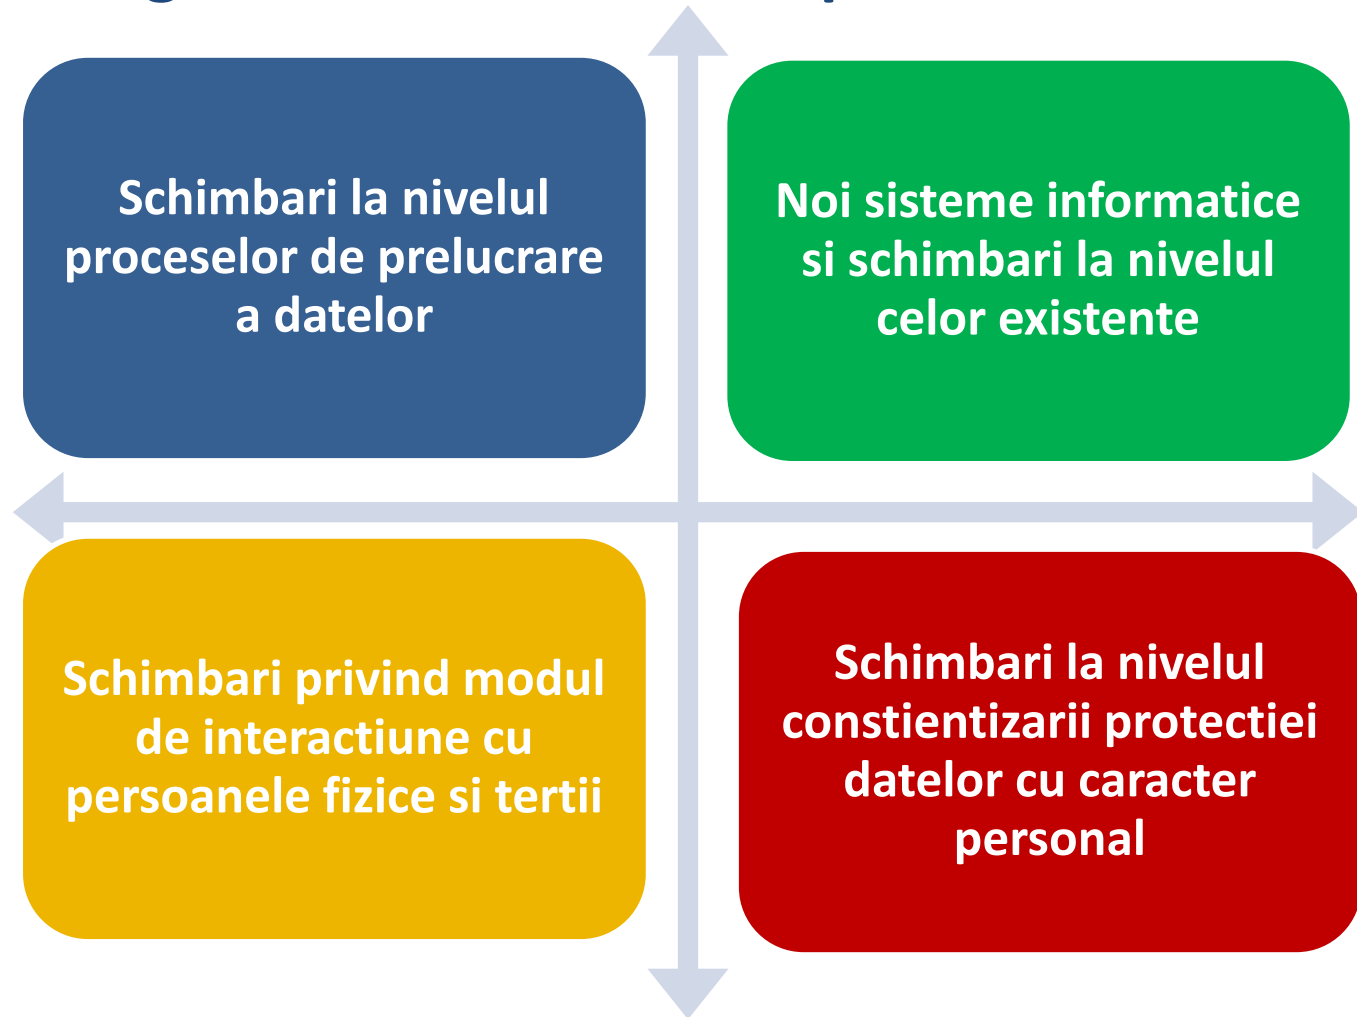 Schimbari la nivelul
proceselor de prelucrare
a datelor
Noi sisteme informatice
si schimbari la nivelul
celor existente
Schimbari privind modul
de interactiune cu
persoanele fizice si tertii
Schimbari la nivelul
constientizarii protectiei
datelor cu caracter
personal